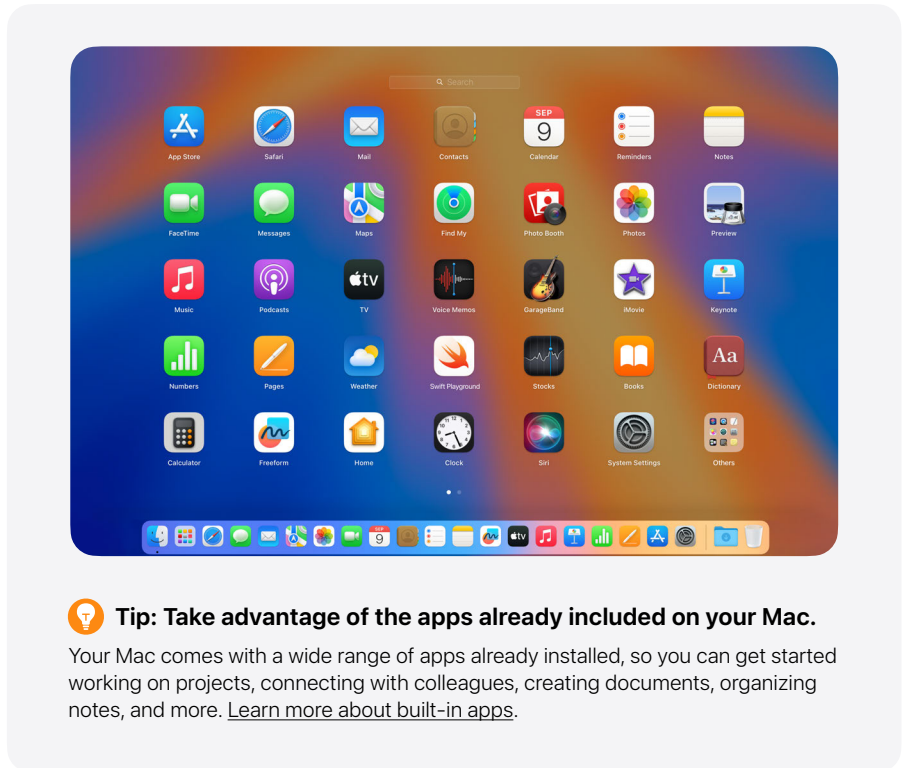 Search
App Store Safari Mail Contacts Calendar Reminders Notes
SEP
9
FaceTime Messages Maps Find My Photo Booth Photos Preview
tv
Music Podcasts TV Voice Memos GarageBand iMovie Keynote
Aa
Numbers Pages Weather Swift Playground Stocks Books Dictionary
Calculator Freeform Home Clock Siri System Settings Others
SEP
9
tv
Tip: Take advantage of the apps already included on your Mac.
Your Mac comes with a wide range of apps already installed, so you can get started
working on projects, connecting with colleagues, creating documents, organizing
notes, and more. Learn more about built-in apps.